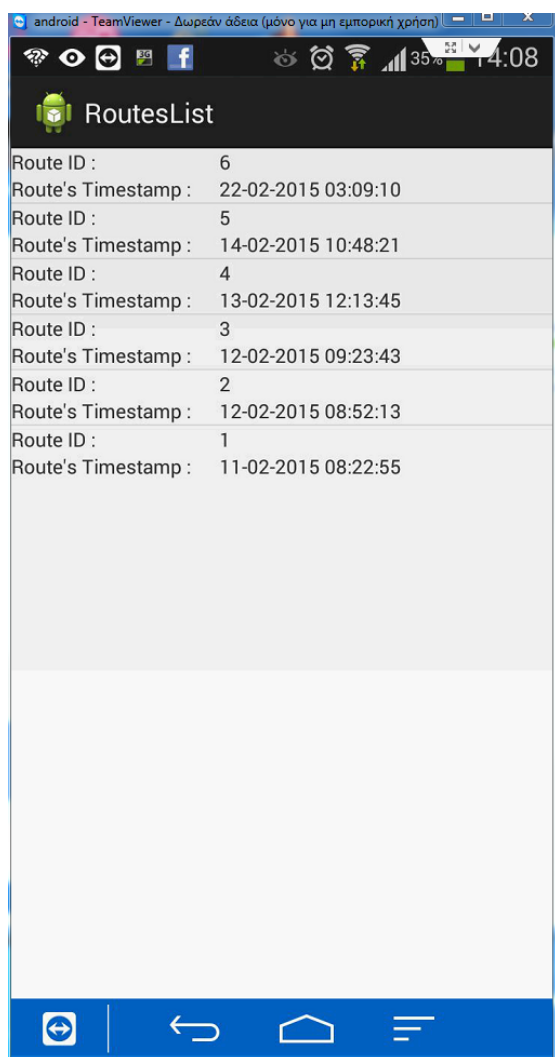 android - TeamViewer - Δωρεάν άδεια (μόνο για μη εμπορική χρήση)
3G f 35% 14:08
RoutesList
Route ID : 6
Route's Timestamp : 22-02-2015 03:09:10
Route ID : 5
Route's Timestamp : 14-02-2015 10:48:21
Route ID : 4
Route's Timestamp : 13-02-2015 12:13:45
Route ID : 3
Route's Timestamp : 12-02-2015 09:23:43
Route ID : 2
Route's Timestamp : 12-02-2015 08:52:13
Route ID : 1
Route's Timestamp : 11-02-2015 08:22:55